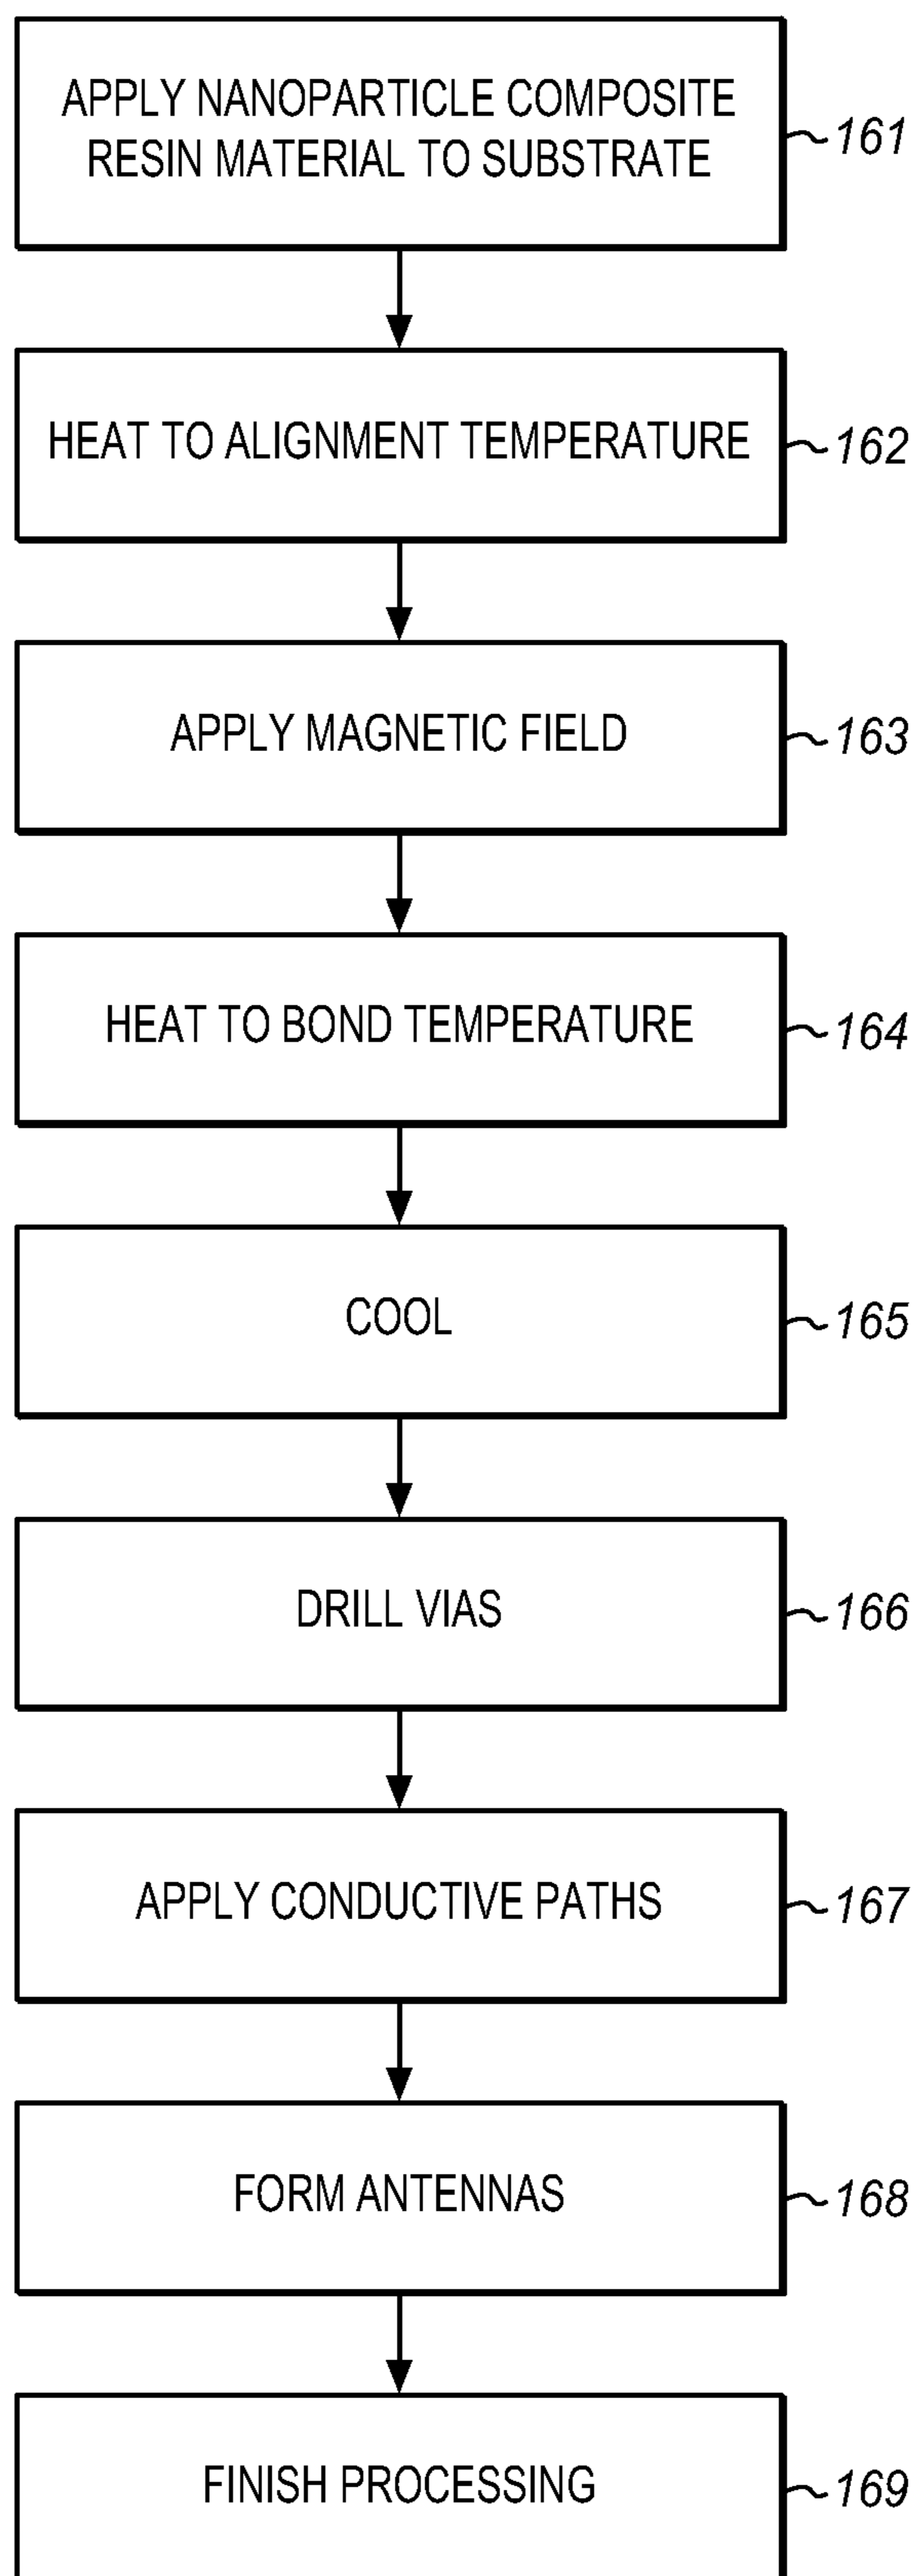 APPLY NANOPARTICLE COMPOSITE
RESIN MATERIAL TO SUBSTRATE
161
HEAT TO ALIGNMENT TEMPERATURE
162
APPLY MAGNETIC FIELD
163
HEAT TO BOND TEMPERATURE
164
COOL
165
DRILL VIAS
166
APPLY CONDUCTIVE PATHS
167
FORM ANTENNAS
168
FINISH PROCESSING
169